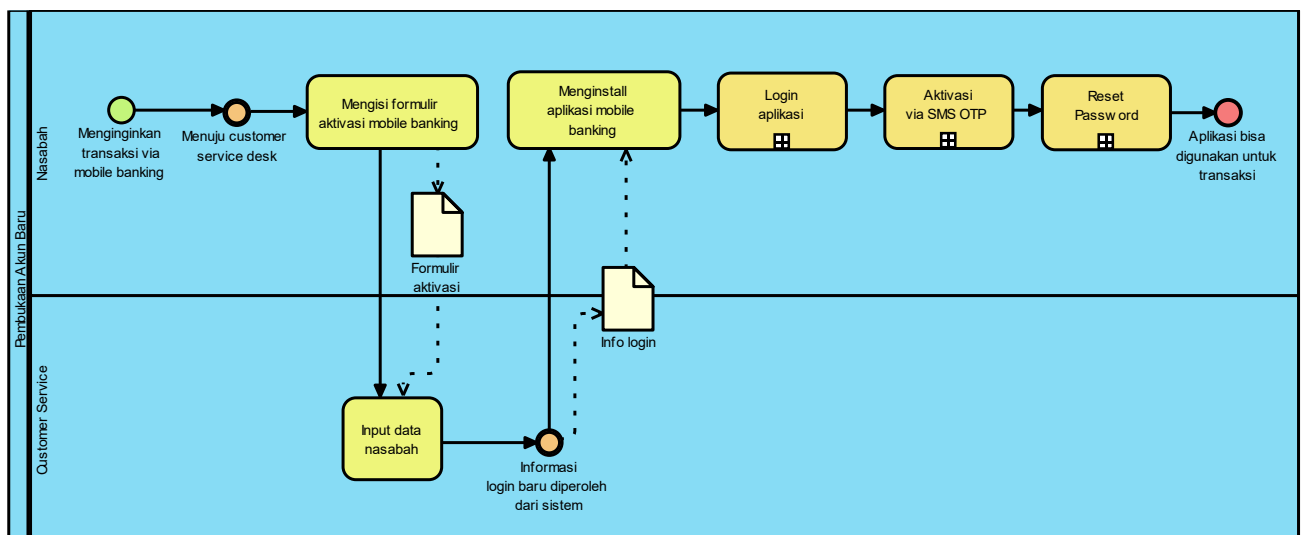 Pembukaan Akun Baru
Nasabah
Menginginkan
transaksi via
mobile banking
Menuju customer
service desk
Mengisi formulir
aktivasi mobile banking
Formulir
aktivasi
Menginstall
aplikasi mobile
banking
Login
aplikasi
Aktivasi
via SMS OTP
Reset
Password
Aplikasi bisa
digunakan untuk
transaksi
Customer Service
Input data
nasabah
Informasi
login baru diperoleh
dari sistem
Info login